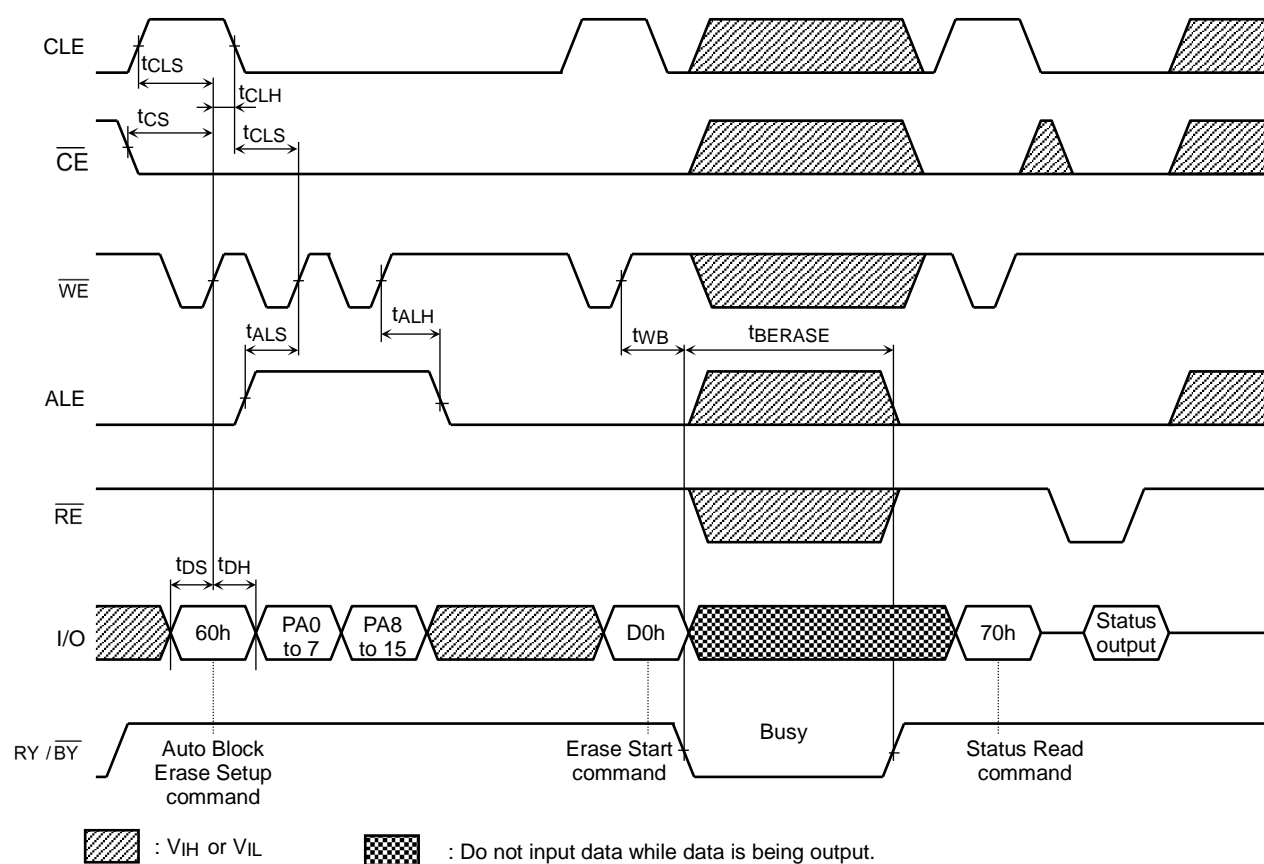 CLE
tCLS
tCLH
tCS
tCLS
CE
WE
tALH
tALS
tWB
tBERASE
ALE
RE
tDS
tDH
I/O
60h
PA0
to 7
PA8
to 15
D0h
70h
Status
output
RY / BY
Busy
Auto Block
Erase Setup
command
Erase Start
command
Status Read
command
: VIH or VIL
: Do not input data while data is being output.